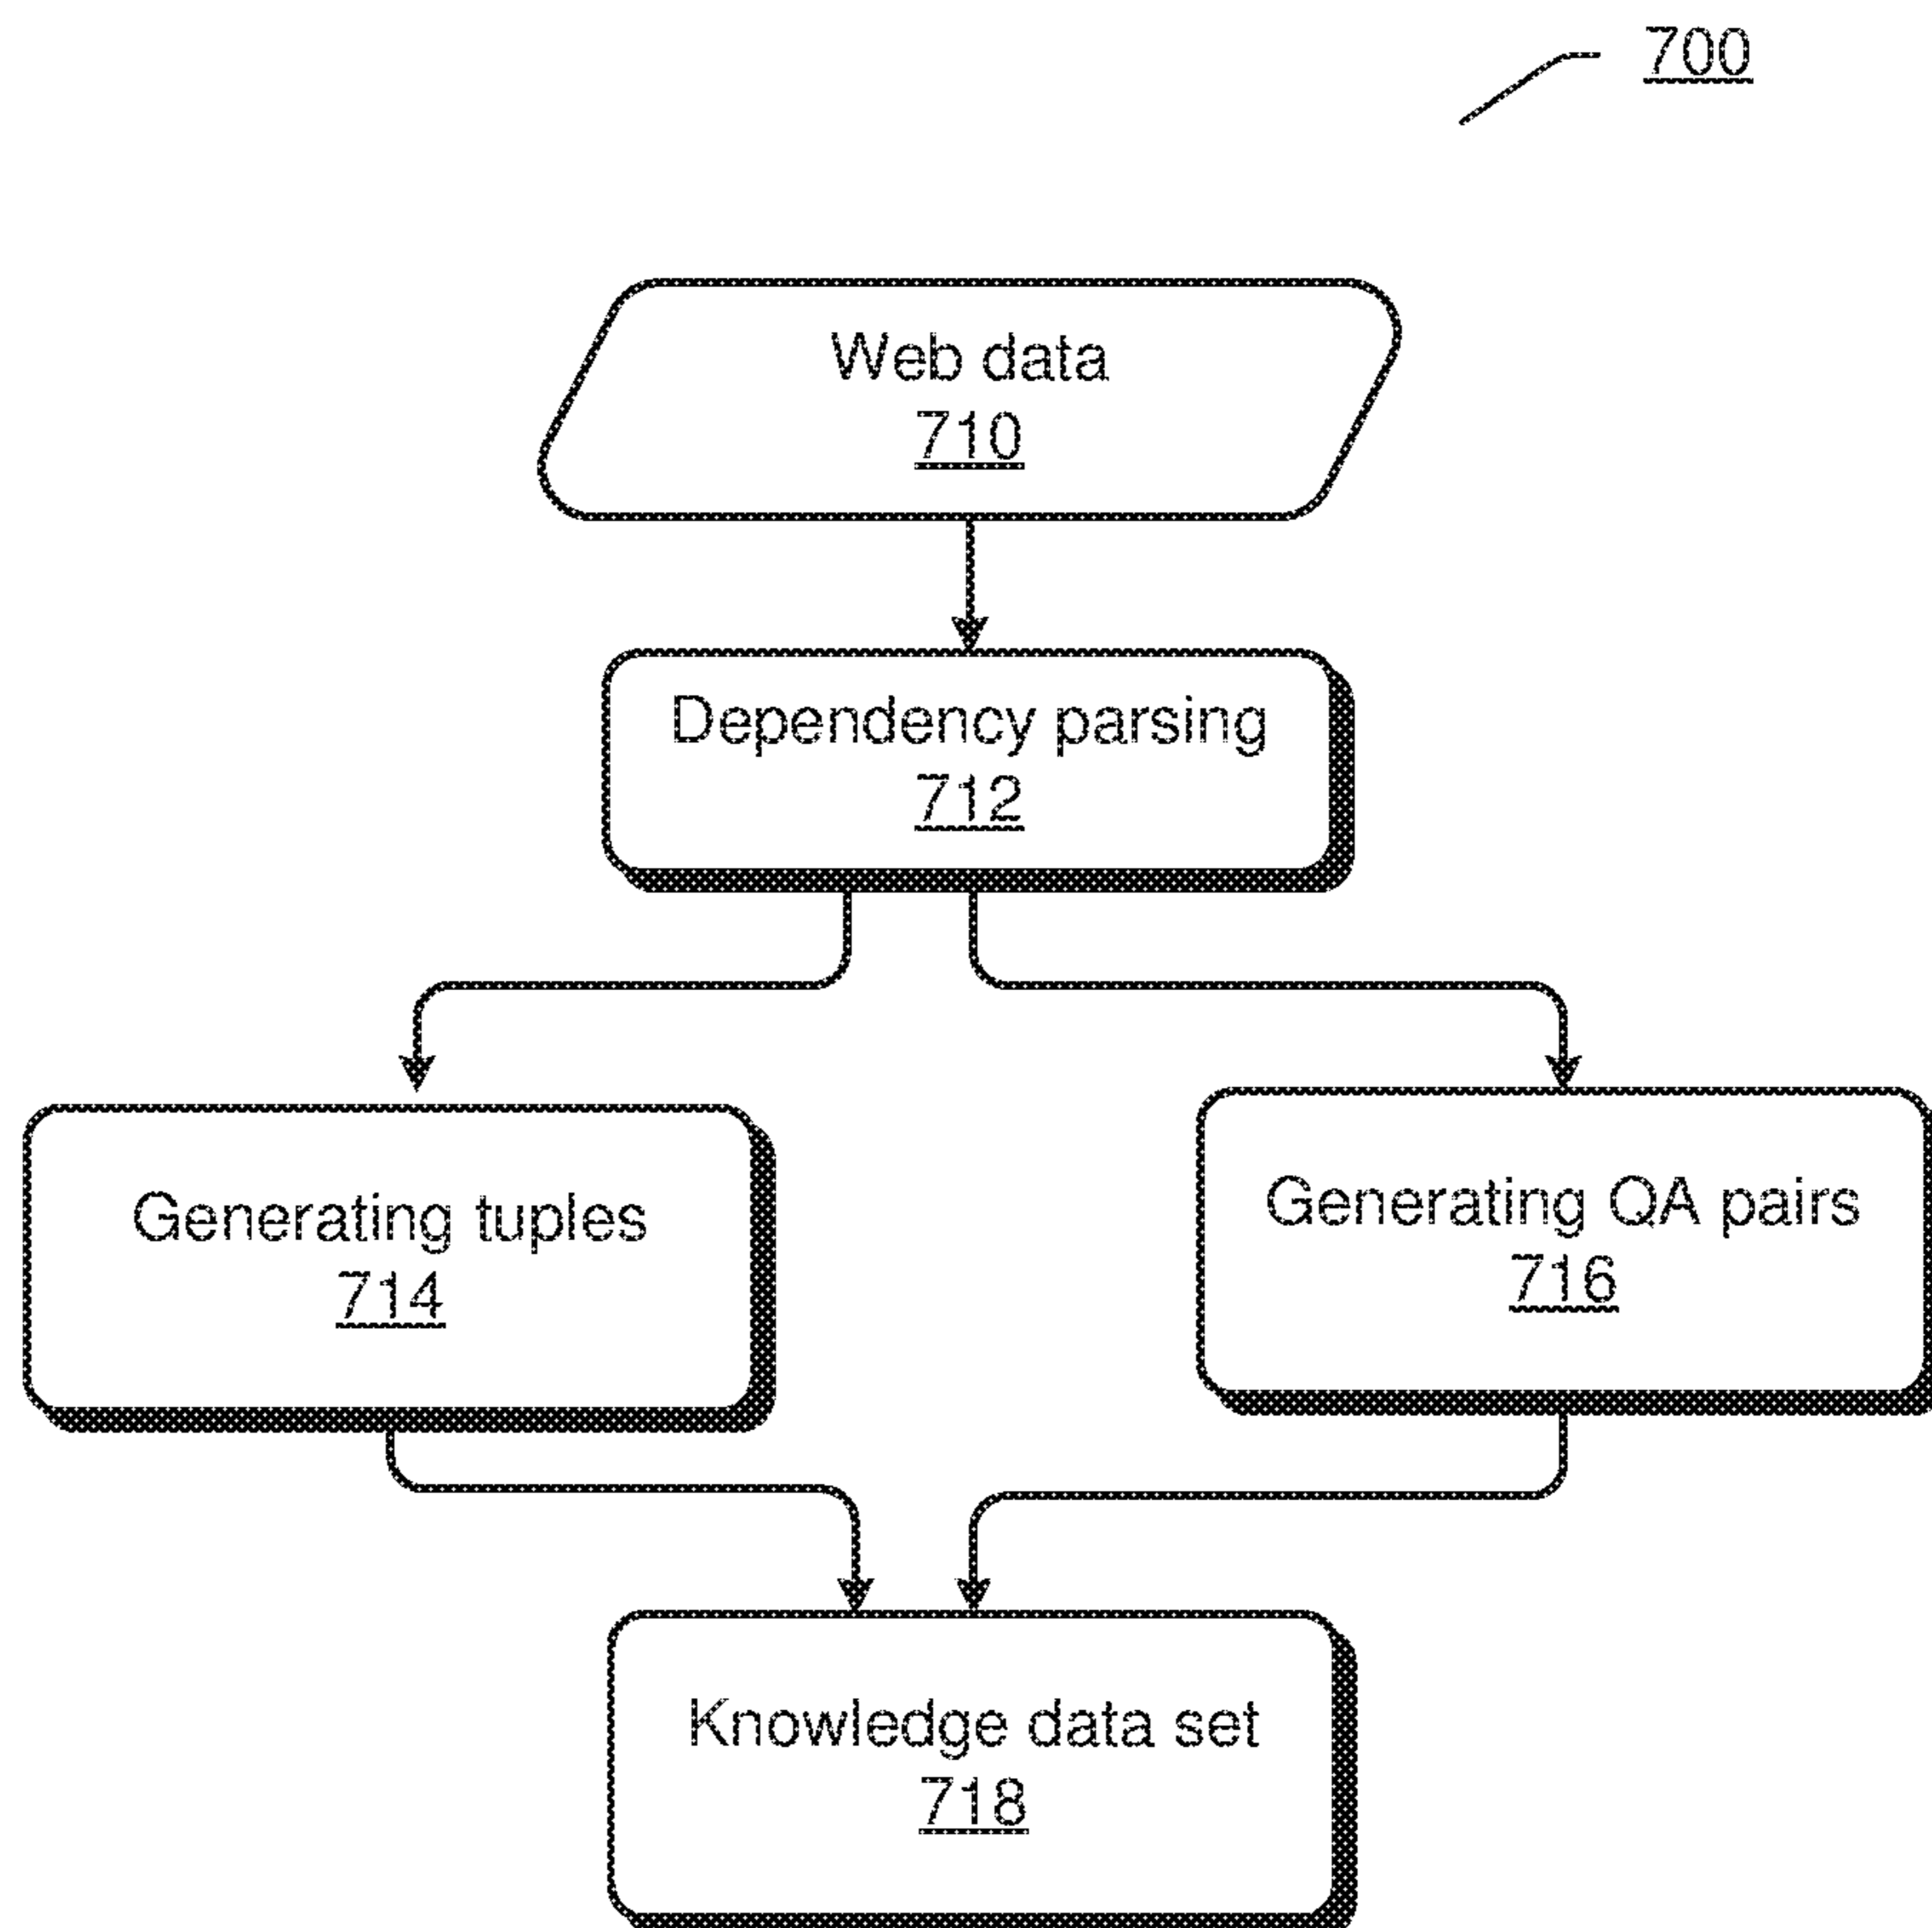 700
Web data
710
Dependency parsing
712
Generating tuples
714
Generating QA pairs
716
Knowledge data set
718